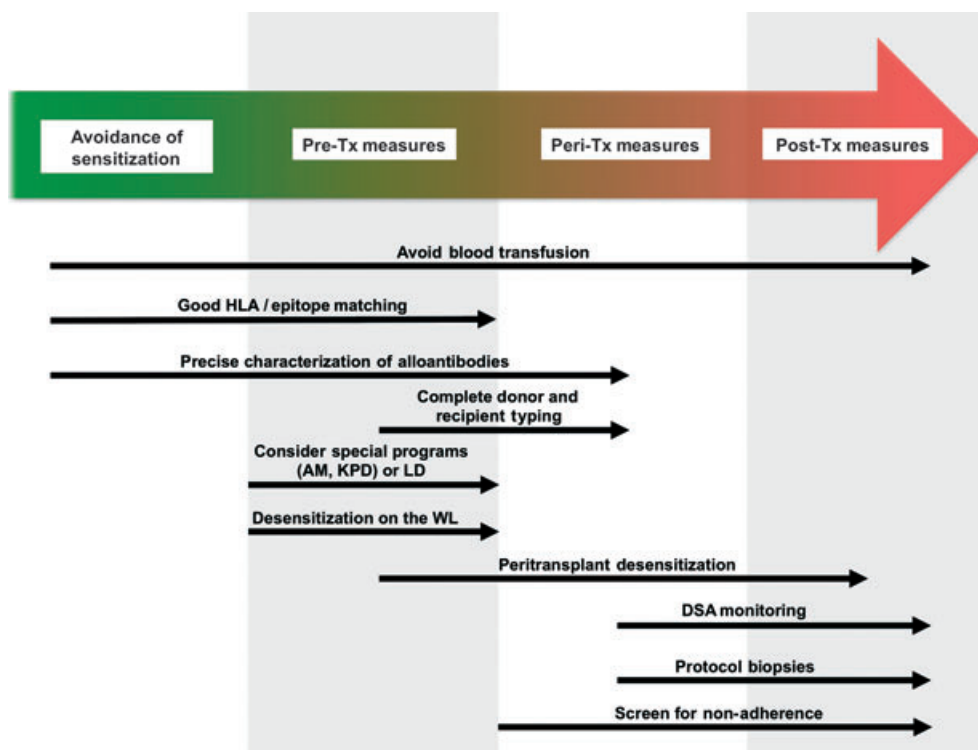 Avoidance of
sensitization
Pre-Tx measures
Peri-Tx measures
Post-Tx measures
Avoid blood transfusion
Good HLA / epitope matching
Precise characterization of alloantibodies
Complete donor and
recipient typing
Consider special programs
(AM, KPD) or LD
Desensitization on the WL
Peritransplant desensitization
DSA monitoring
Protocol biopsies
Screen for non-adherence